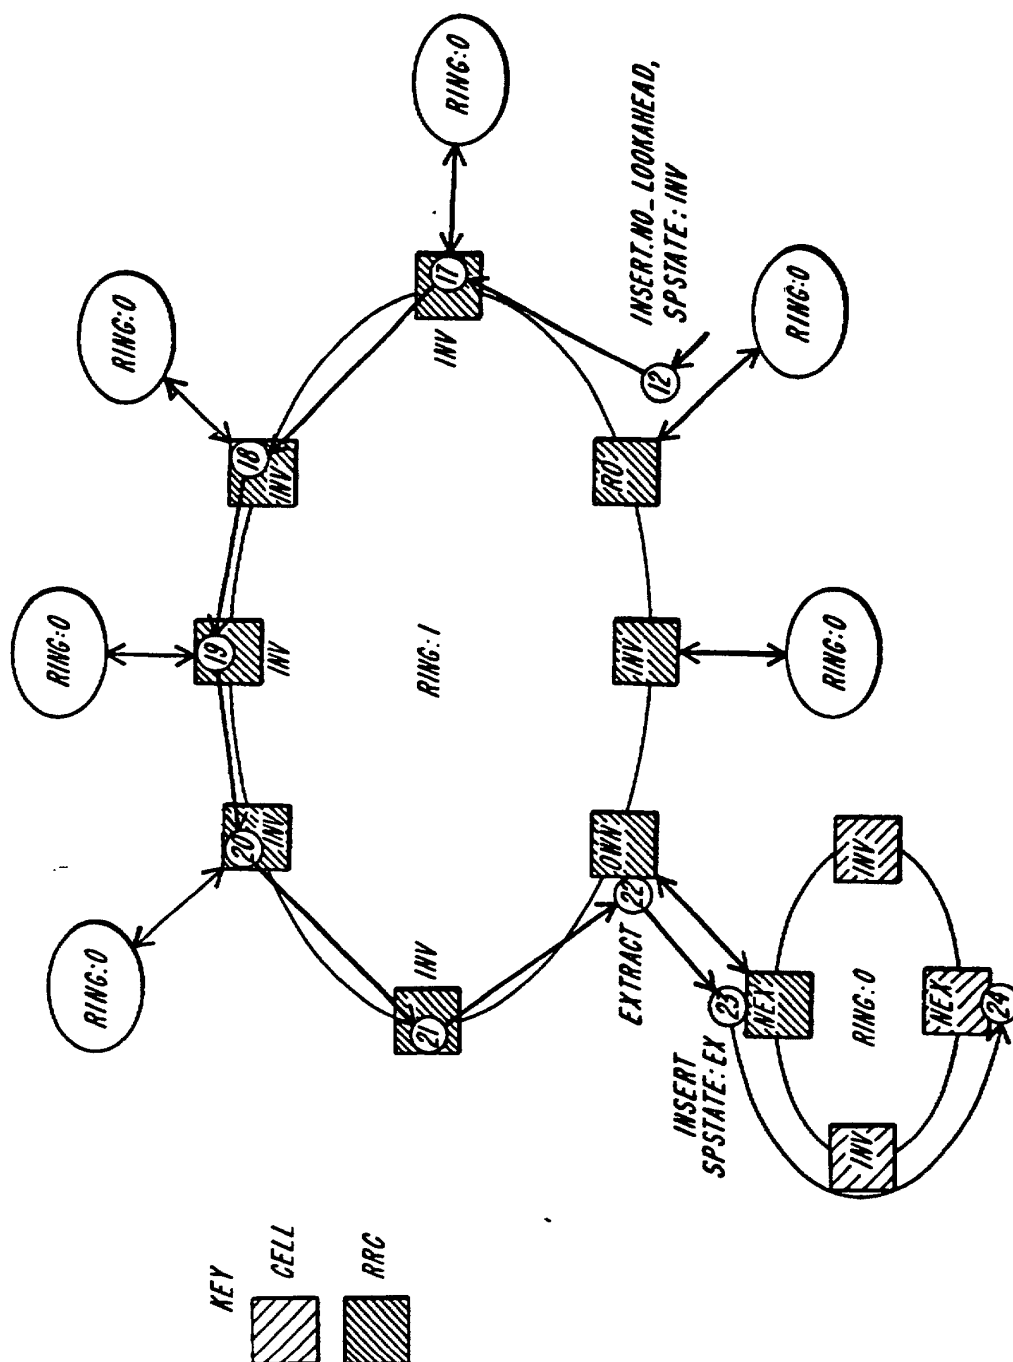 RING:0
RING:0
RING:0
RING:0
RING:0
17
INV
18
INV
19
INV
20
INV
21
INV
RING:1
INSERT.NO_LOOKAHEAD,
SPSTATE: INV
12
RO
RING:0
INV
RING:0
OWN
22
EXTRACT
23
INSERT
SPSTATE: EX
NEX
INV
RING:0
INV
NEX
24
KEY
CELL
RRC